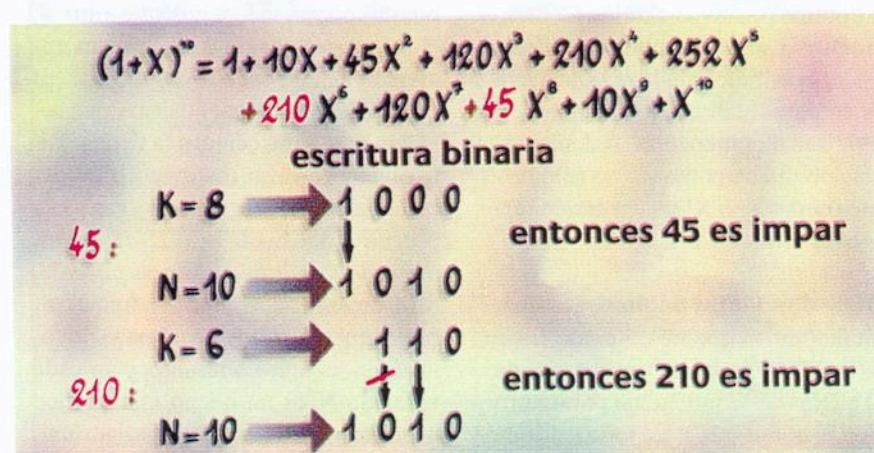 (1+X)¹⁰ = 1+10X+45X²+120X³+210X⁴+252X⁵
+210X⁶+120X⁷+45X⁸+10X⁹+X¹⁰
escritura binaria
K=8 1 0 0 0
45: entonces 45 es impar
N=10 1 0 1 0
K=6 1 1 0
210: entonces 210 es impar
N=10 1 0 1 0